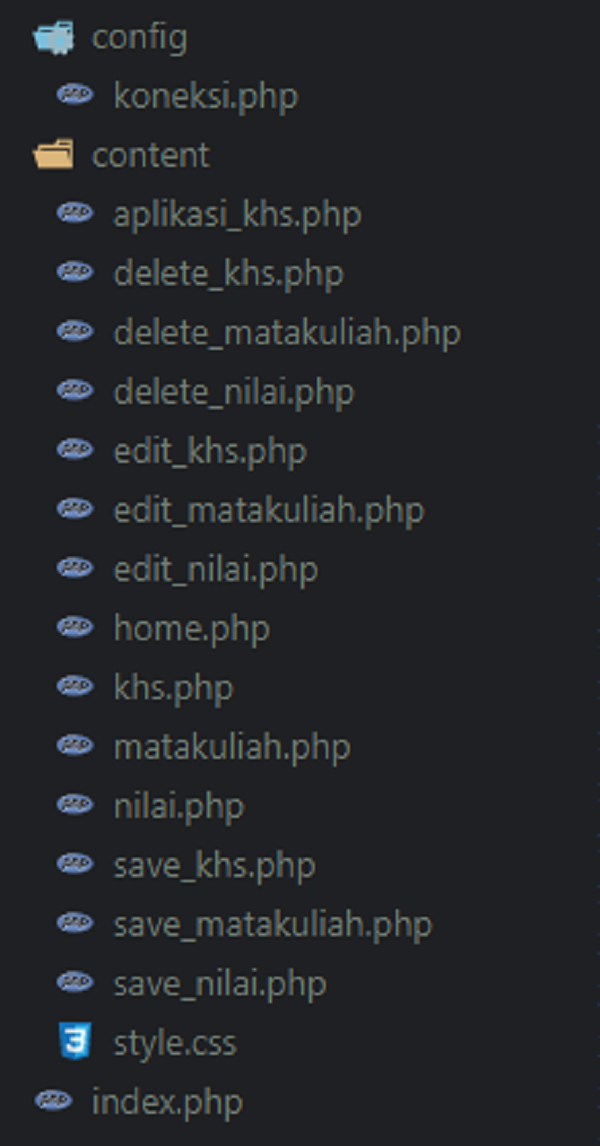 config
koneksi.php
content
aplikasi_khs.php
delete_khs.php
delete_matakuliah.php
delete_nilai.php
edit_khs.php
edit_matakuliah.php
edit_nilai.php
home.php
khs.php
matakuliah.php
nilai.php
save_khs.php
save_matakuliah.php
save_nilai.php
style.css
index.php